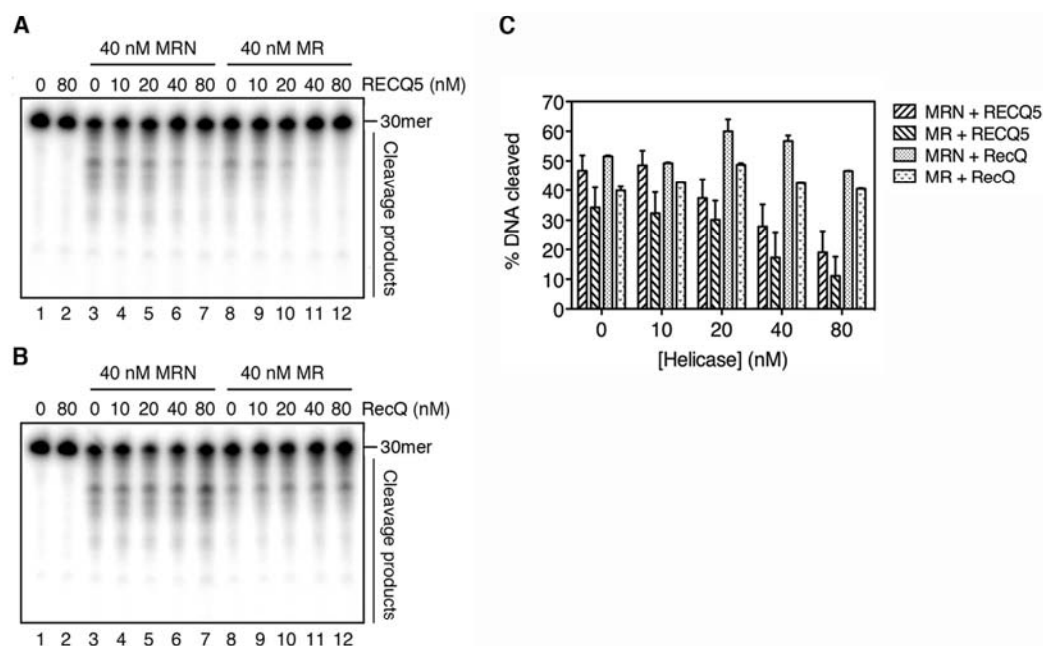 A
40 nM MRN 40 nM MR
0 80 0 10 20 40 80 0 10 20 40 80 RECQ5 (nM)
30mer
Cleavage products
1 2 3 4 5 6 7 8 9 10 11 12
B
40 nM MRN 40 nM MR
0 80 0 10 20 40 80 0 10 20 40 80 RecQ (nM)
30mer
Cleavage products
1 2 3 4 5 6 7 8 9 10 11 12
C
% DNA cleaved
70
60
50
40
30
20
10
0
0 10 20 40 80
[Helicase] (nM)
MRN + RECQ5
MR + RECQ5
MRN + RecQ
MR + RecQ